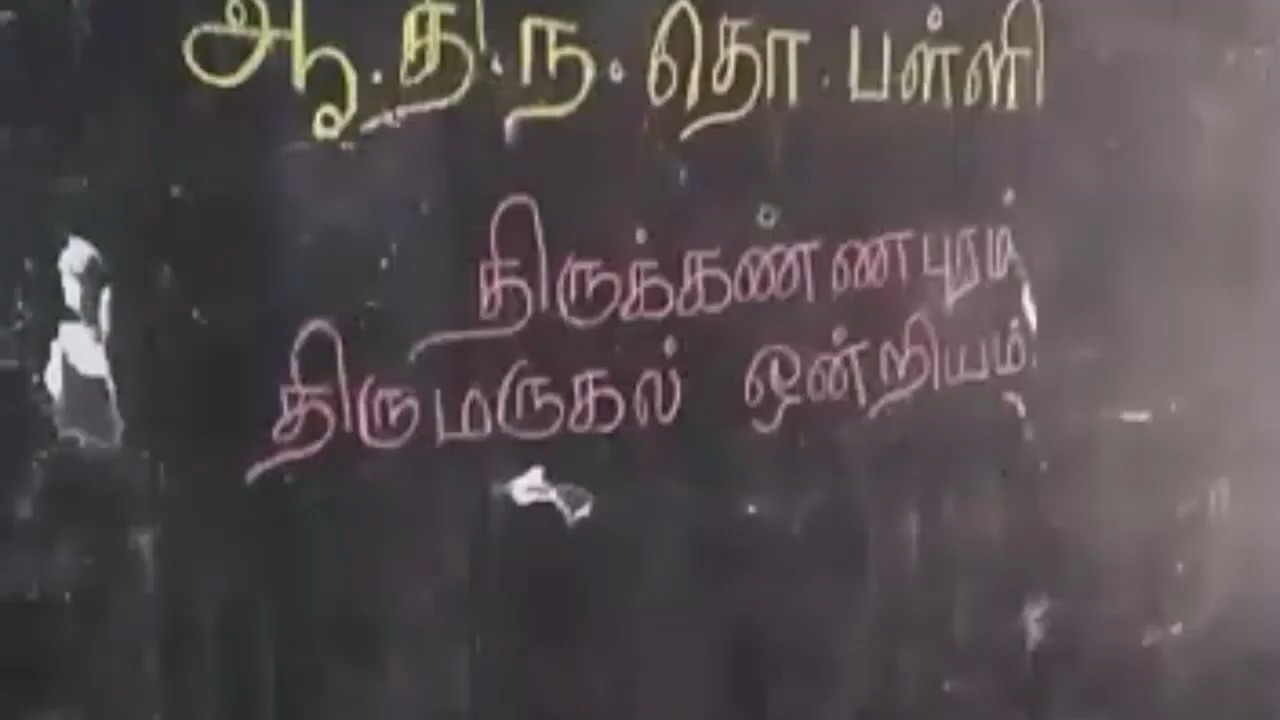 ஆ.தி.ந.தொ.பள்ளி
திருக்கண்ணபுரம்
திருமருகல் ஒன்றியம்